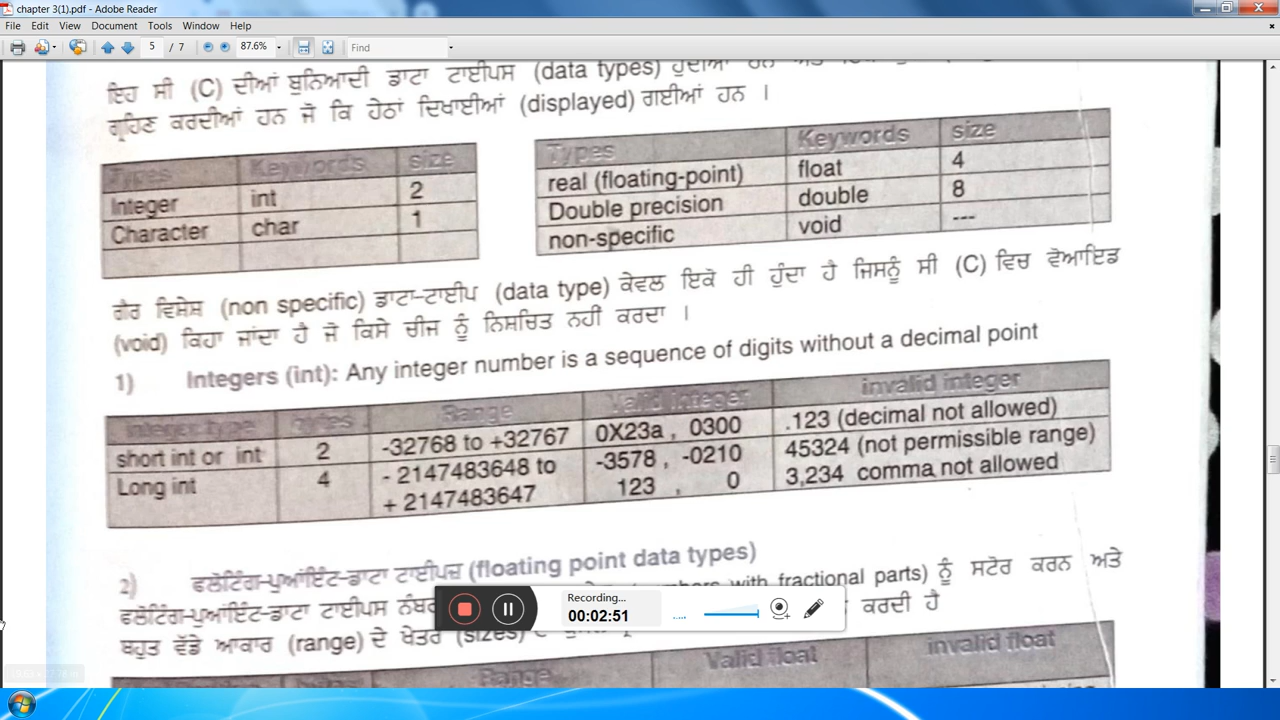 chapter 3(1).pdf - Adobe Reader
File Edit View Document Tools Window Help
5 / 7 87.6% Find
ਇਹ ਸੀ (C) ਦੀਆਂ ਬੁਨਿਆਦੀ ਡਾਟਾ ਟਾਈਪਸ (data types) ਹੁਦੀਆਂ ਹਨ
ਗ੍ਰਹਿਣ ਕਰਦੀਆਂ ਹਨ ਜੋ ਕਿ ਹੇਠਾਂ ਦਿਖਾਈਆਂ (displayed) ਗਈਆਂ ਹਨ ।
Types Keywords size
Integer int 2
Character char 1
Types Keywords size
real (floating-point) float 4
Double precision double 8
non-specific void ---
ਗੈਰ ਵਿਸ਼ੇਸ਼ (non specific) ਡਾਟਾ-ਟਾਈਪ (data type) ਕੇਵਲ ਇਕੋ ਹੀ ਹੁੰਦਾ ਹੈ ਜਿਸਨੂੰ ਸੀ (C) ਵਿਚ ਵੋਆਇਡ
(void) ਕਿਹਾ ਜਾਂਦਾ ਹੈ ਜੋ ਕਿਸੇ ਚੀਜ ਨੂੰ ਨਿਸ਼ਚਿਤ ਨਹੀ ਕਰਦਾ ।
1) Integers (int): Any integer number is a sequence of digits without a decimal point
Integer type bytes Range Valid integer invalid integer
short int or int 2 -32768 to +32767 0X23a , 0300 .123 (decimal not allowed)
Long int 4 - 2147483648 to -3578 , -0210 45324 (not permissible range)
+ 2147483647 123 , 0 3,234 comma not allowed
2) ਫਲੋਟਿੰਗ-ਪੁਆਂਇੰਟ-ਡਾਟਾ ਟਾਈਪਜ਼ (floating point data types)
ਫਲੋਟਿੰਗ-ਪੁਆਂਇੰਟ-ਡਾਟਾ ਟਾਈਪਸ with fractional parts) ਨੂੰ ਸਟੋਰ ਕਰਨ ਅਤੇ
ਕਰਦੀ ਹੈ
ਬਹੁਤ ਵੱਡੇ ਆਕਾਰ (range) ਦੇ ਖੇਤਰ (sizes)
Range Valid float invalid float
Recording...
00:02:51